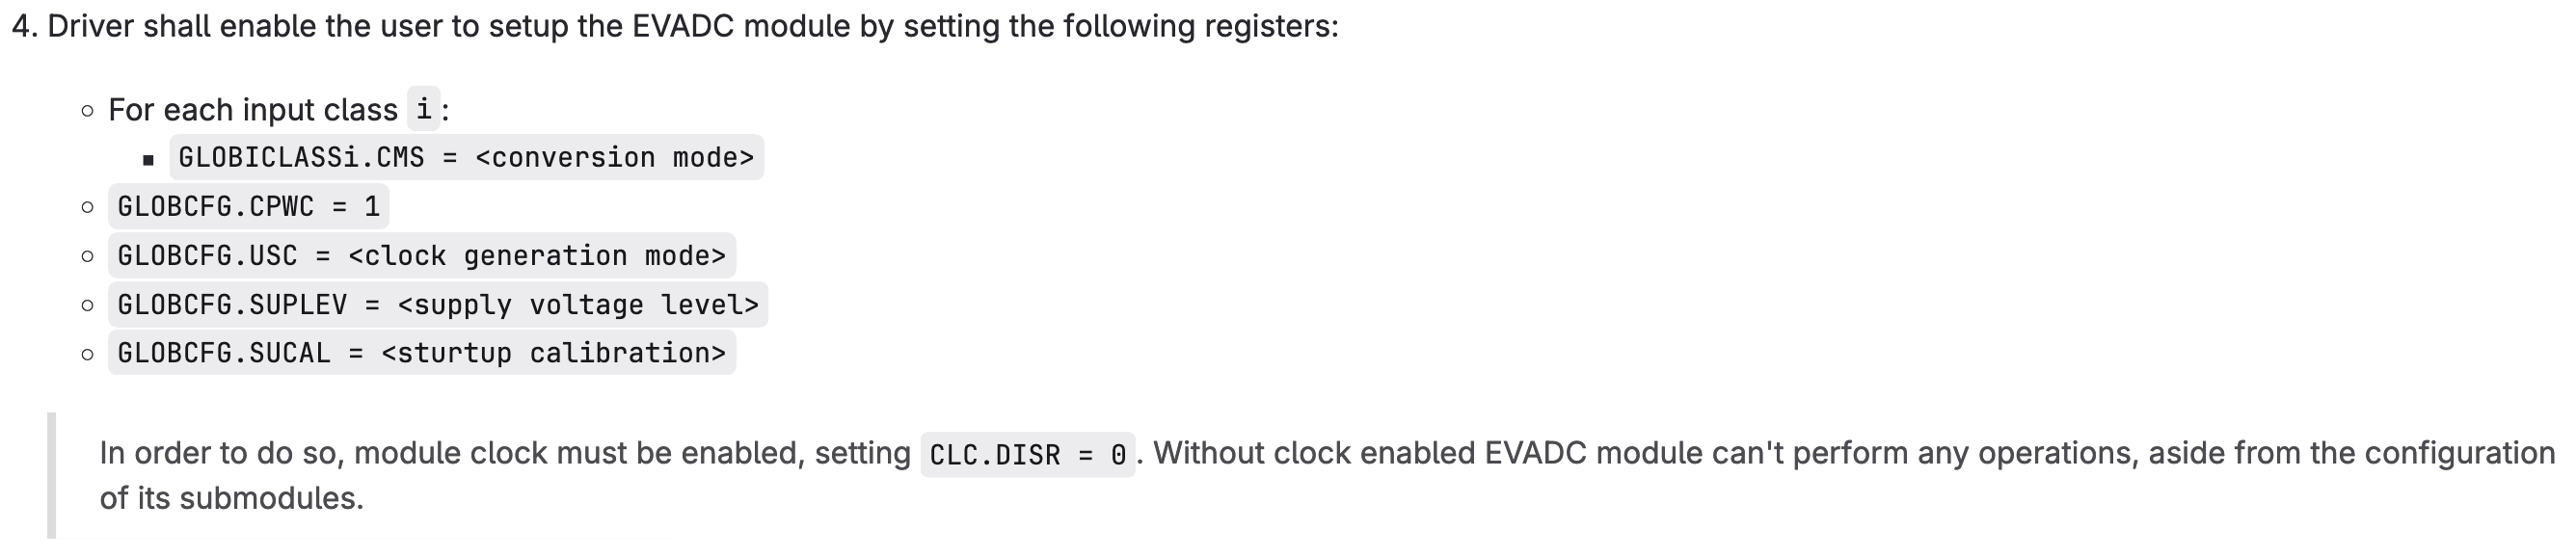 4. Driver shall enable the user to setup the EVADC module by setting the following registers:
For each input class i:
GLOBICLASSi.CMS = <conversion mode>
GLOBCFG.CPWC = 1
GLOBCFG.USC = <clock generation mode>
GLOBCFG.SUPLEV = <supply voltage level>
GLOBCFG.SUCAL = <sturtup calibration>
In order to do so, module clock must be enabled, setting CLC.DISR = 0. Without clock enabled EVADC module can't perform any operations, aside from the configuration
of its submodules.